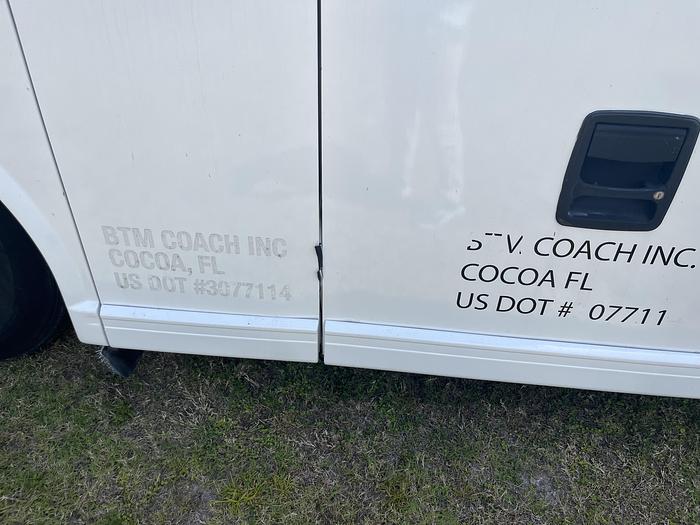 BTM COACH INC
COCOA, FL
US DOT #3077114
COACH INC.
COCOA FL
US DOT # 07711